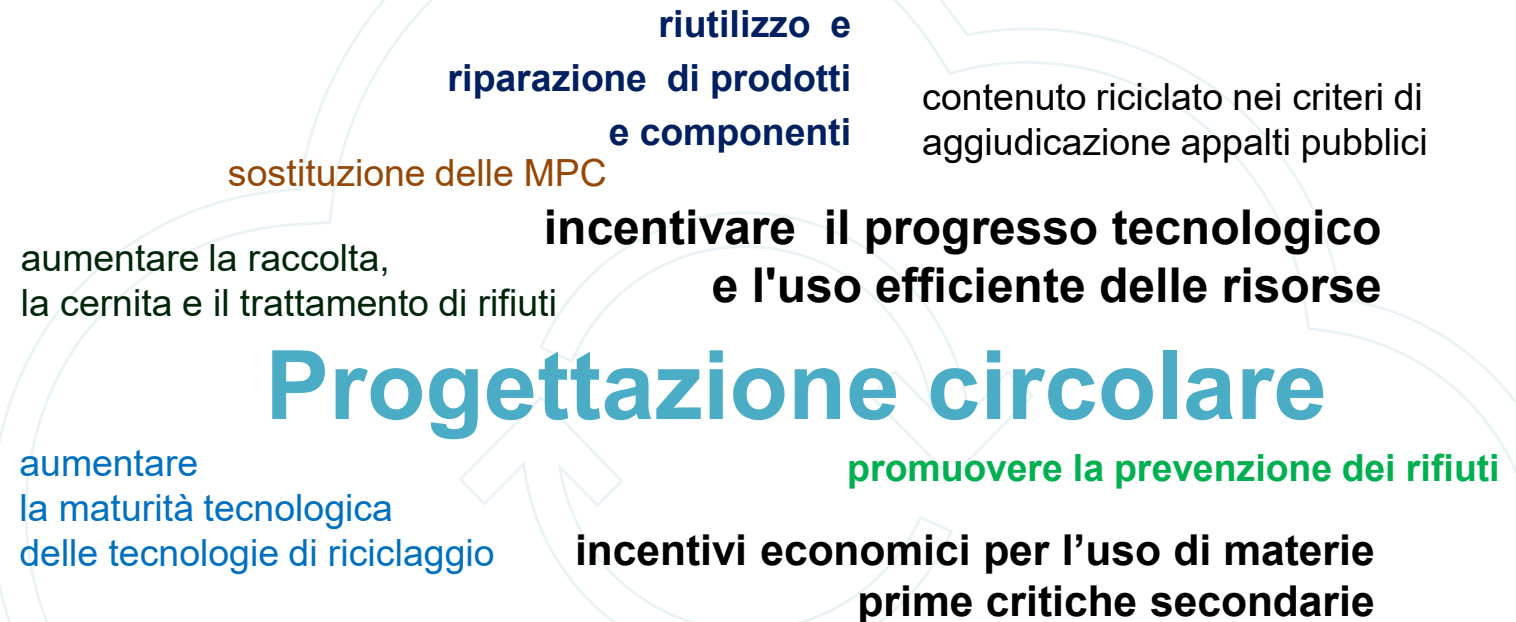 riutilizzo e
riparazione di prodotti
e componenti
contenuto riciclato nei criteri di
aggiudicazione appalti pubblici
sostituzione delle MPC
incentivare il progresso tecnologico
e l'uso efficiente delle risorse
aumentare la raccolta,
la cernita e il trattamento di rifiuti
Progettazione circolare
aumentare
la maturità tecnologica
delle tecnologie di riciclaggio
promuovere la prevenzione dei rifiuti
incentivi economici per l’uso di materie
prime critiche secondarie